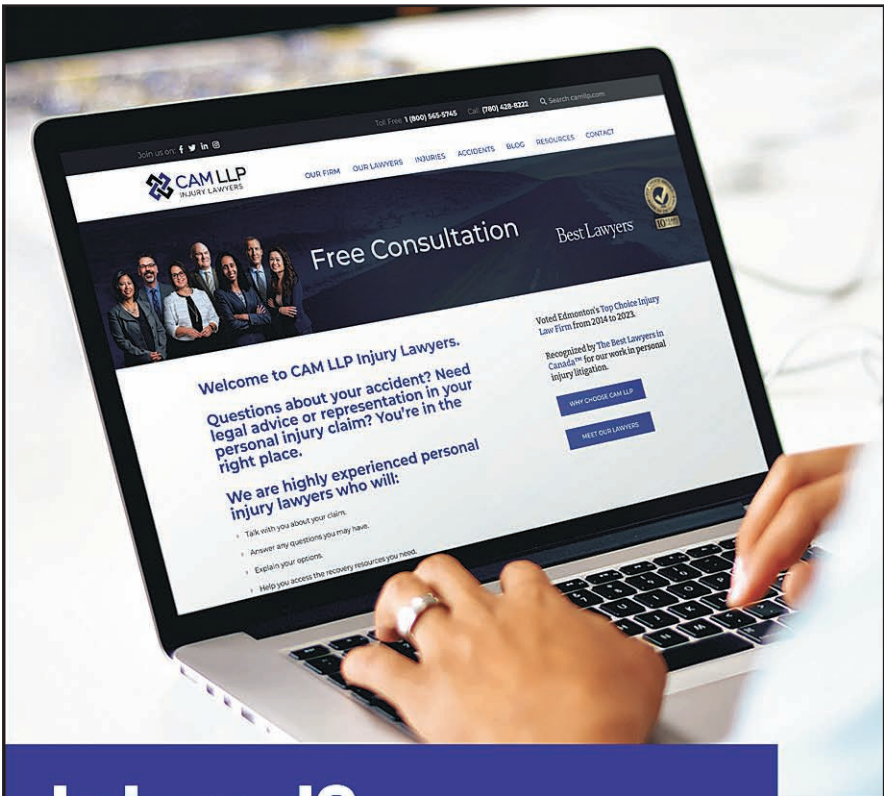 Join us on:
Toll Free 1 (800) 565-5745 Call (780) 428-8222 Search camllp.com
CAM LLP
INJURY LAWYERS
OUR FIRM OUR LAWYERS INJURIES ACCIDENTS BLOG RESOURCES CONTACT
Free Consultation
Best Lawyers
Welcome to CAM LLP Injury Lawyers.
Questions about your accident? Need
legal advice or representation in your
personal injury claim? You're in the
right place.
We are highly experienced personal
injury lawyers who will:
› Talk with you about your claim.
› Answer any questions you may have.
› Explain your options.
› Help you access the recovery resources you need.
Voted Edmonton's Top Choice Injury
Law Firm from 2014 to 2023.
Recognized by The Best Lawyers in
Canada™ for our work in personal
injury litigation.
WHY CHOOSE CAM LLP
MEET OUR LAWYERS